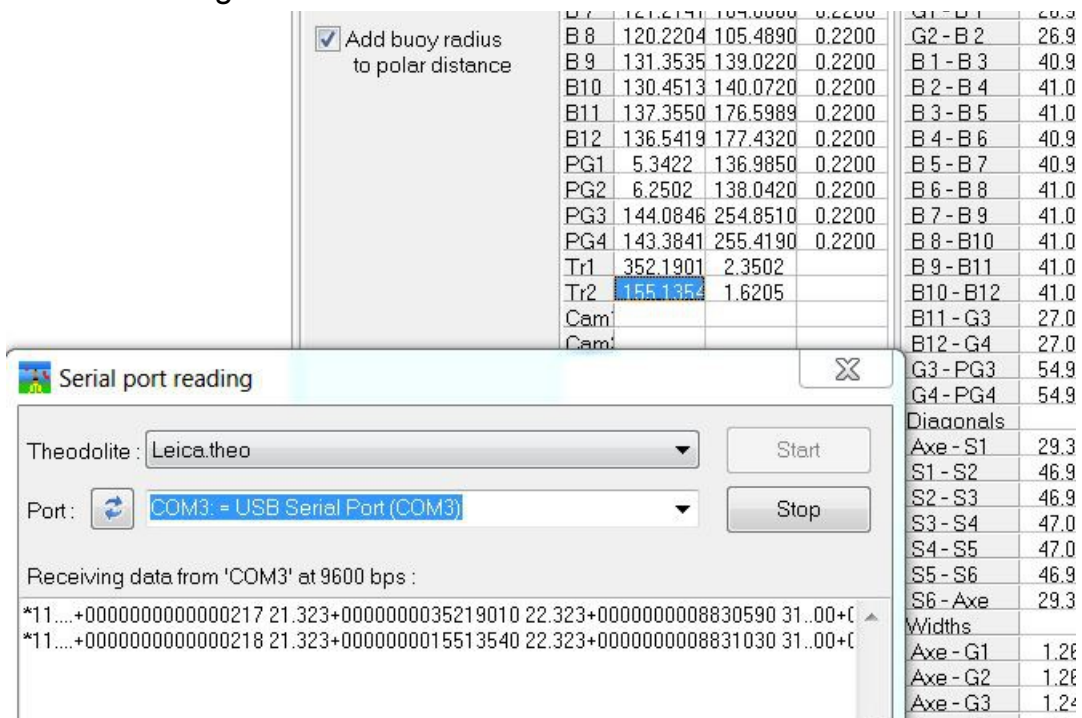 Add buoy radius
to polar distance
B 8 120.2204 105.4890 0.2200
B 9 131.3535 139.0220 0.2200
B10 130.4513 140.0720 0.2200
B11 137.3550 176.5989 0.2200
B12 136.5419 177.4320 0.2200
PG1 5.3422 136.9850 0.2200
PG2 6.2502 138.0420 0.2200
PG3 144.0846 254.8510 0.2200
PG4 143.3841 255.4190 0.2200
Tr1 352.1901 2.3502
Tr2 155.1354 1.6205
G2 - B 2 26.9
B 1 - B 3 40.9
B 2 - B 4 41.0
B 3 - B 5 41.0
B 4 - B 6 40.9
B 5 - B 7 40.9
B 6 - B 8 41.0
B 7 - B 9 41.0
B 8 - B10 41.0
B 9 - B11 41.0
B10 - B12 41.0
B11 - G3 27.0
B12 - G4 27.0
G3 - PG3 54.9
G4 - PG4 54.9
Diagonals
Axe - S1 29.3
S1 - S2 46.9
S2 - S3 46.9
S3 - S4 47.0
S4 - S5 47.0
S5 - S6 46.9
S6 - Axe 29.3
Widths
Axe - G1 1.26
Axe - G2 1.26
Axe - G3 1.24
Serial port reading
Theodolite : Leica.theo
Start
Port : COM3: = USB Serial Port (COM3)
Stop
Receiving data from 'COM3' at 9600 bps :
*11....+0000000000000217 21.323+0000000035219010 22.323+0000000008830590 31..00+
*11....+0000000000000218 21.323+0000000015513540 22.323+0000000008831030 31..00+